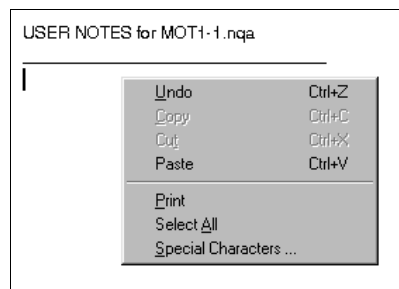 USER NOTES for MOT1-1.nqa
Undo Ctrl+Z
Copy Ctrl+C
Cut Ctrl+X
Paste Ctrl+V
Print
Select All
Special Characters ...